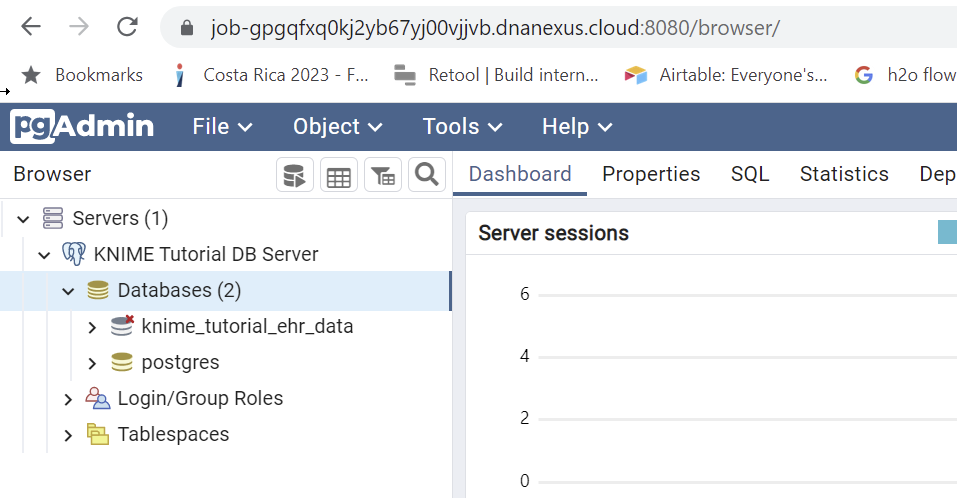 job-gpgqfxq0kj2yb67yj00vjjvb.dnanexus.cloud:8080/browser/
Bookmarks Costa Rica 2023 - F... Retool | Build intern... Airtable: Everyone's... h2o flow
pgAdmin File Object Tools Help
Browser Dashboard Properties SQL Statistics Dep
Servers (1)
Server sessions
KNIME Tutorial DB Server
Databases (2)
6
knime_tutorial_ehr_data
4
postgres
Login/Group Roles
2
Tablespaces
0